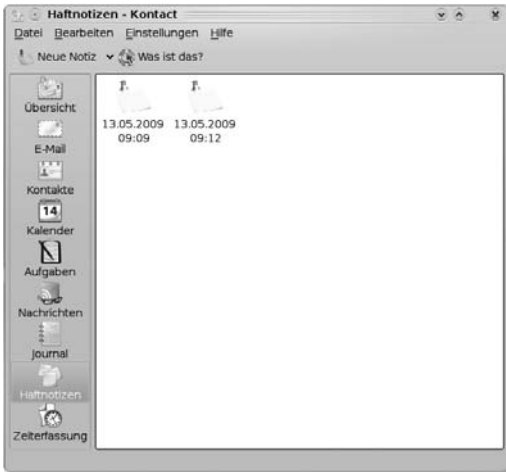 Haftnotizen - Kontact
Datei Bearbeiten Einstellungen Hilfe
Neue Notiz Was ist das?
Übersicht
E-Mail
Kontakte
14
Kalender
Aufgaben
Nachrichten
Journal
Haftnotizen
Zeiterfassung
13.05.2009 13.05.2009
09:09 09:12